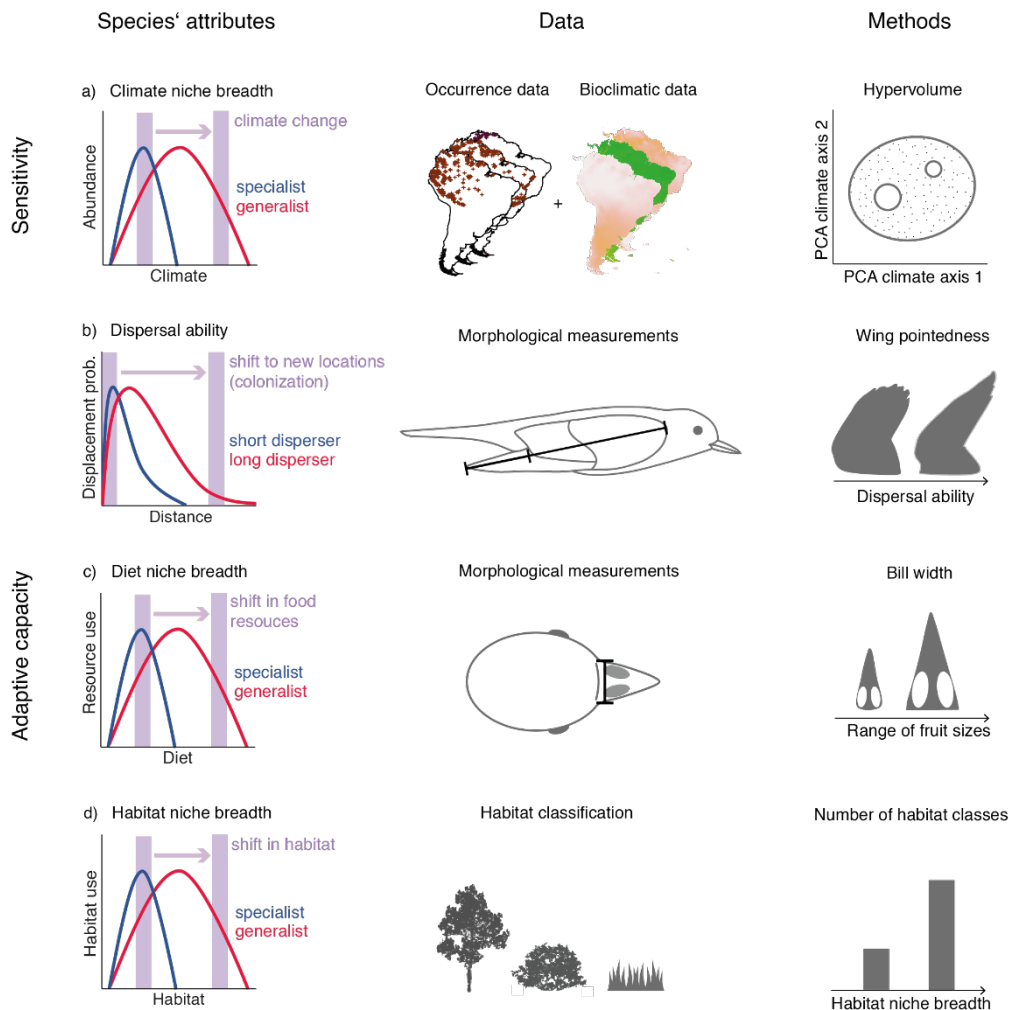 Species‘ attributes
Data
Methods
Sensitivity
a) Climate niche breadth
Occurrence data
Bioclimatic data
Hypervolume
climate change
specialist
generalist
Abundance
Climate
+
PCA climate axis 2
PCA climate axis 1
b) Dispersal ability
Morphological measurements
Wing pointedness
shift to new locations
(colonization)
short disperser
long disperser
Displacement prob.
Distance
Dispersal ability
Adaptive capacity
c) Diet niche breadth
Morphological measurements
Bill width
shift in food
resouces
specialist
generalist
Resource use
Diet
Range of fruit sizes
d) Habitat niche breadth
Habitat classification
Number of habitat classes
shift in habitat
specialist
generalist
Habitat use
Habitat
Habitat niche breadth